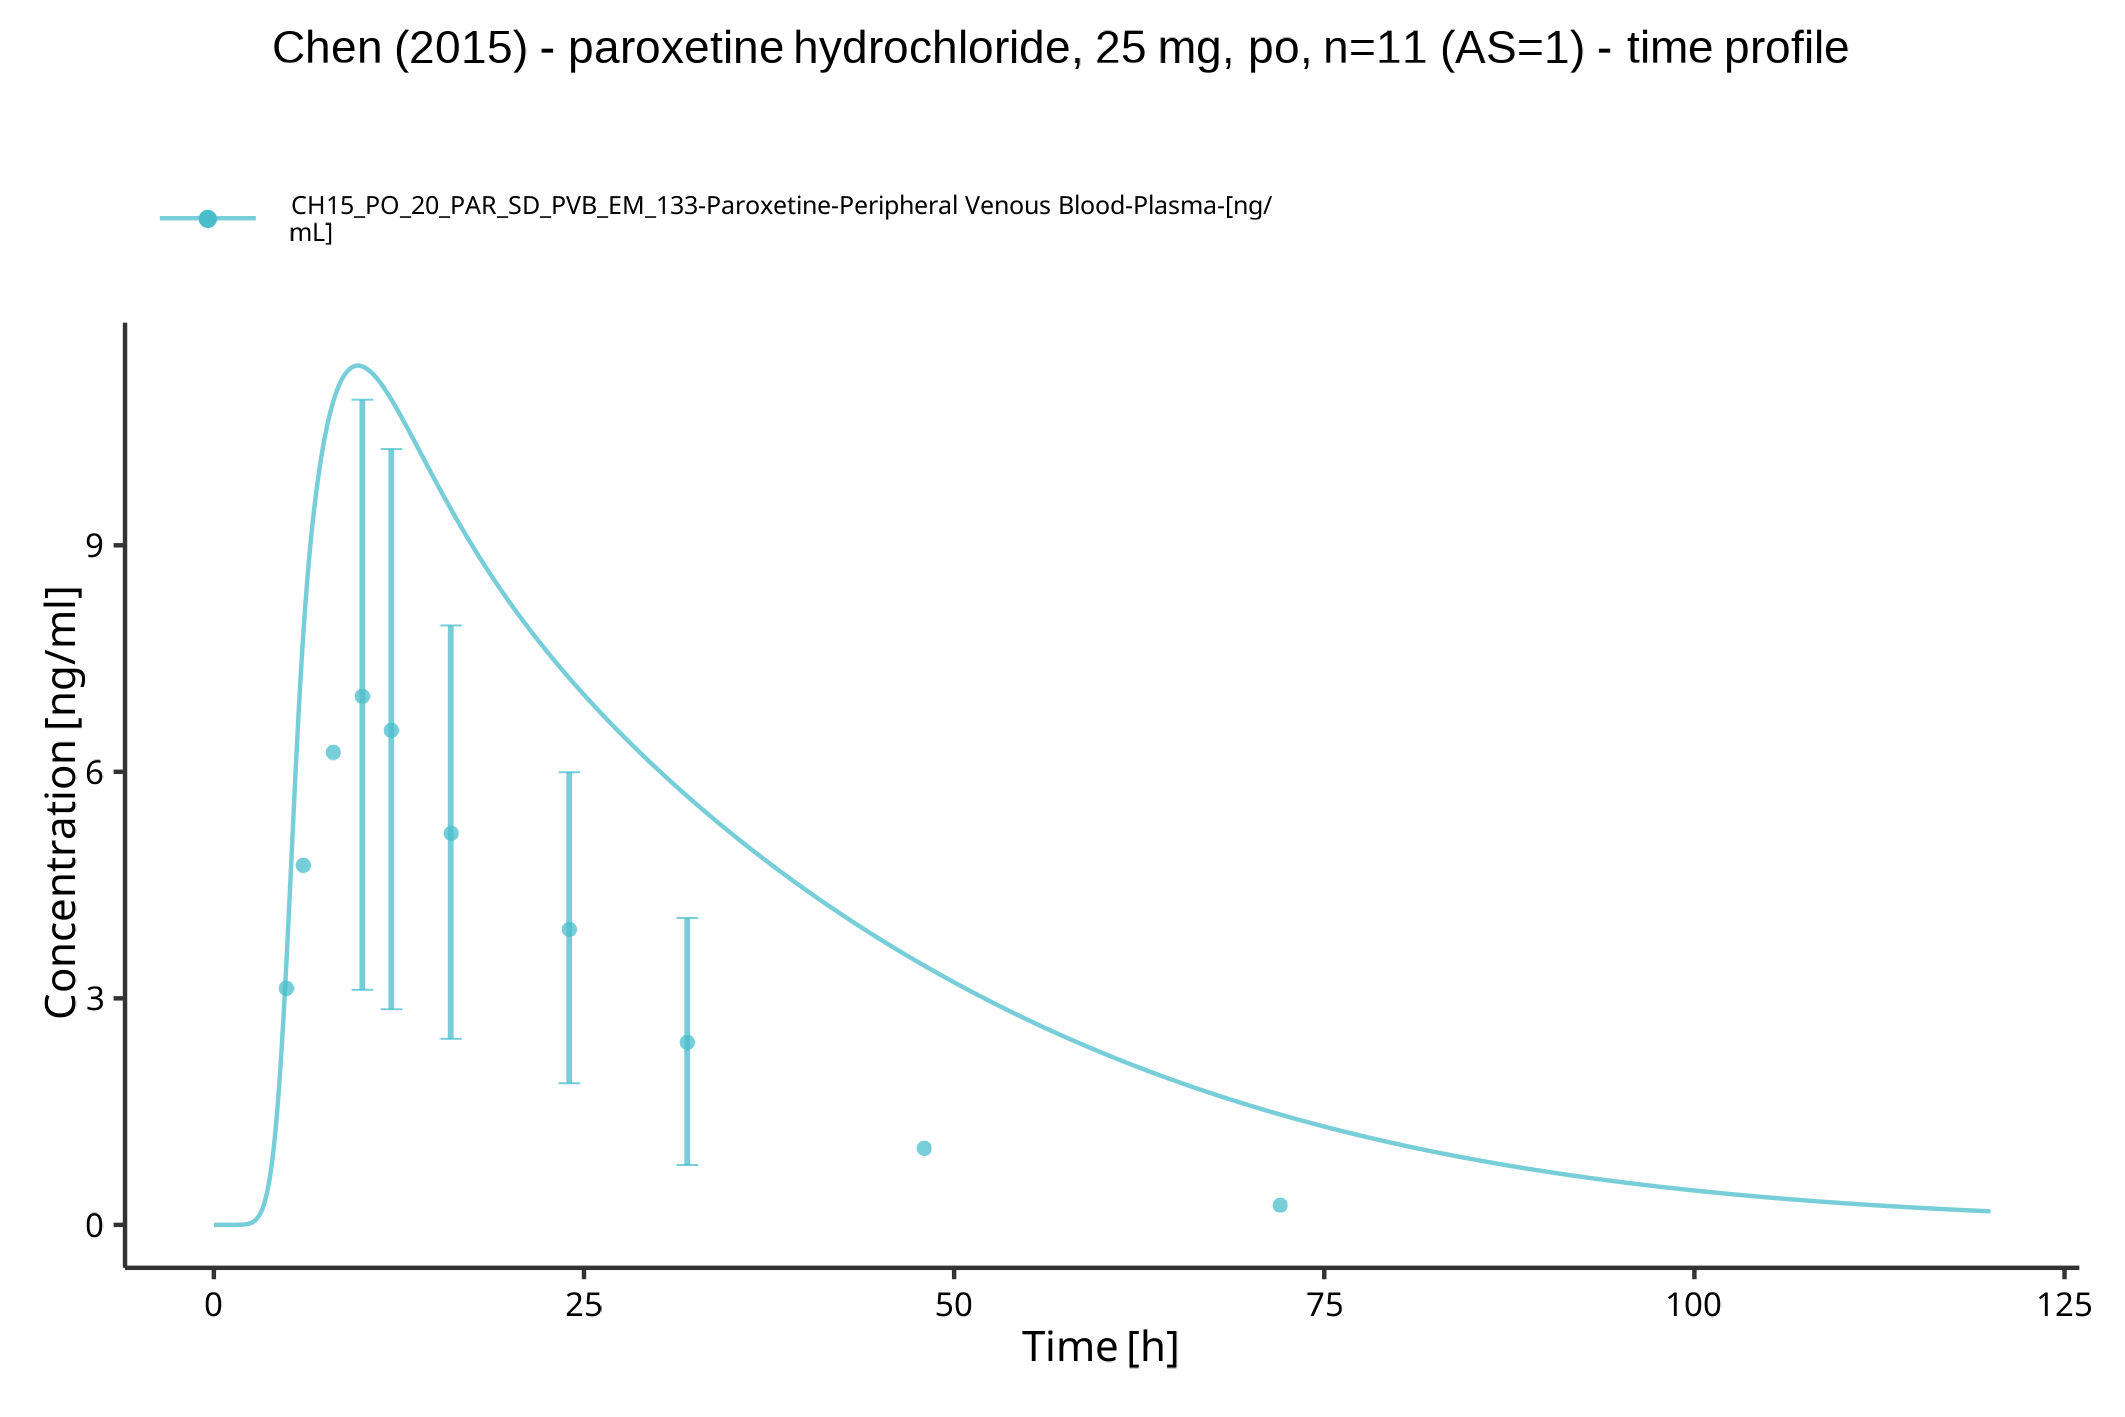 Chen (2015) - paroxetine hydrochloride, 25 mg, po, n=11 (AS=1) - time profile
CH15_PO_20_PAR_SD_PVB_EM_133-Paroxetine-Peripheral Venous Blood-Plasma-[ng/
mL]
Concentration [ng/ml]
9
6
3
0
0 25 50 75 100 125
Time [h]